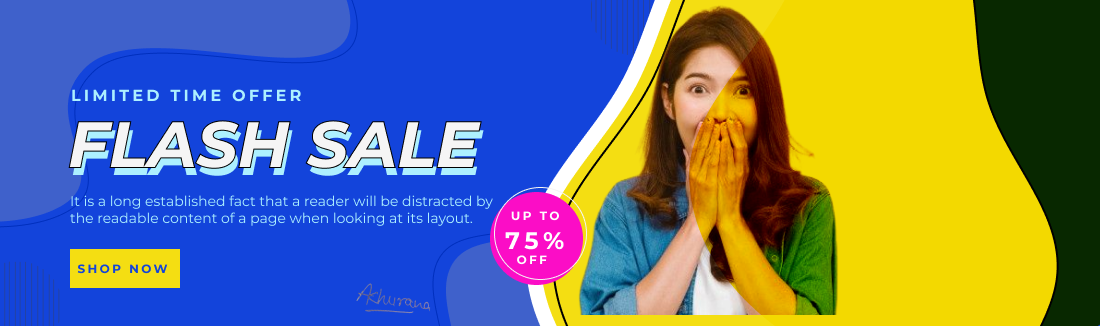 LIMITED TIME OFFER
FLASH SALE
It is a long established fact that a reader will be distracted by
the readable content of a page when looking at its layout.
SHOP NOW
UP TO
75%
OFF